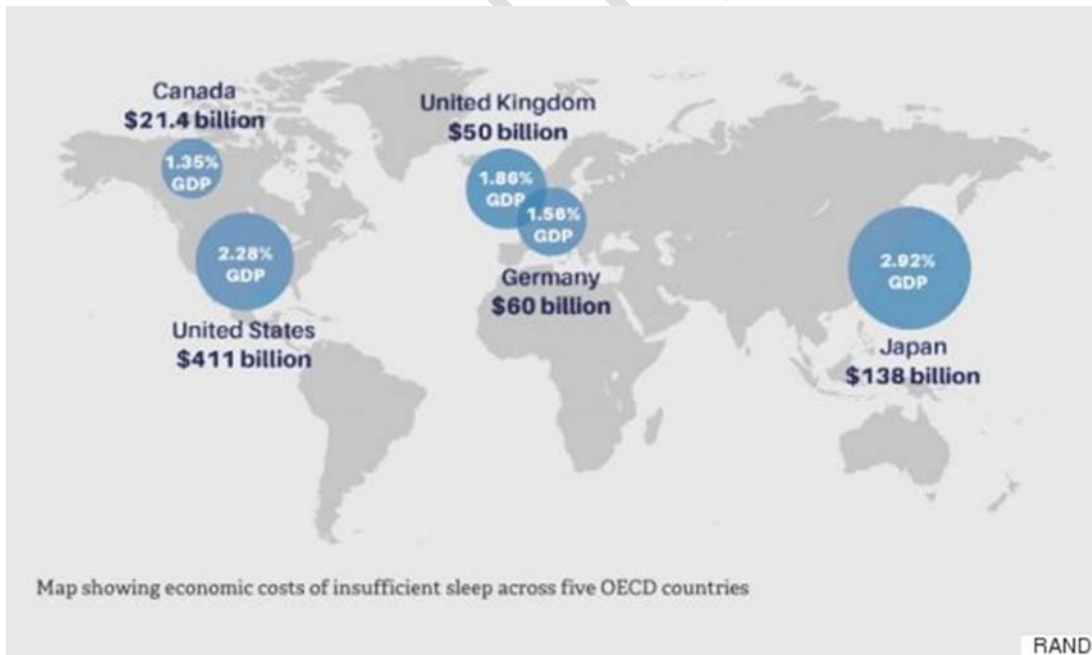 Canada
$21.4 billion
1.35%
GDP
United Kingdom
$50 billion
1.86%
GDP
1.56%
GDP
Germany
$60 billion
2.28%
GDP
United States
$411 billion
2.92%
GDP
Japan
$138 billion
Map showing economic costs of insufficient sleep across five OECD countries
RAND